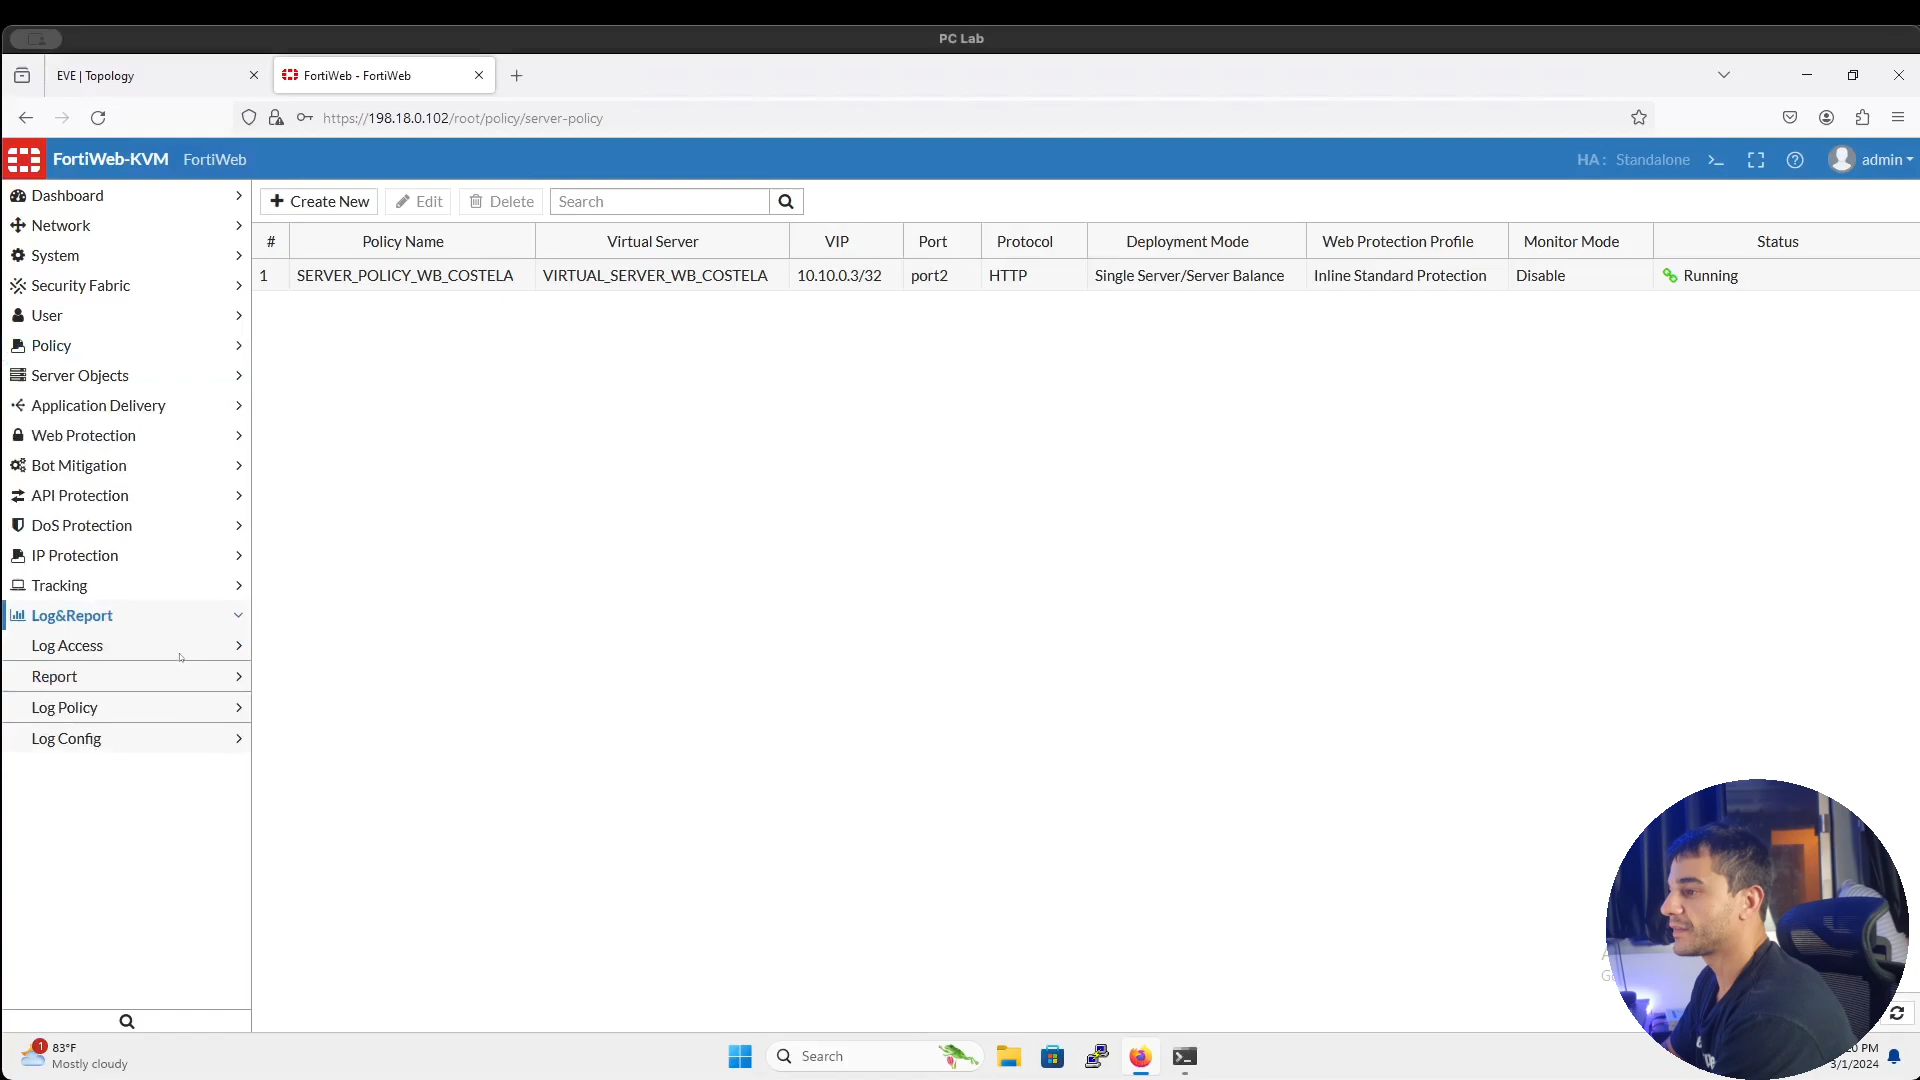 PC Lab
EVE | Topology
FortiWeb - FortiWeb
https://198.18.0.102/root/policy/server-policy
FortiWeb-KVM FortiWeb
HA: Standalone
admin
Dashboard
Network
System
Security Fabric
User
Policy
Server Objects
Application Delivery
Web Protection
Bot Mitigation
API Protection
DoS Protection
IP Protection
Tracking
Log&Report
Log Access
Report
Log Policy
Log Config
Create New Edit Delete Search
# Policy Name Virtual Server VIP Port Protocol Deployment Mode Web Protection Profile Monitor Mode Status
1 SERVER_POLICY_WB_COSTELA VIRTUAL_SERVER_WB_COSTELA 10.10.0.3/32 port2 HTTP Single Server/Server Balance Inline Standard Protection Disable Running
1
83°F
Mostly cloudy
Search
PM
3/1/2024